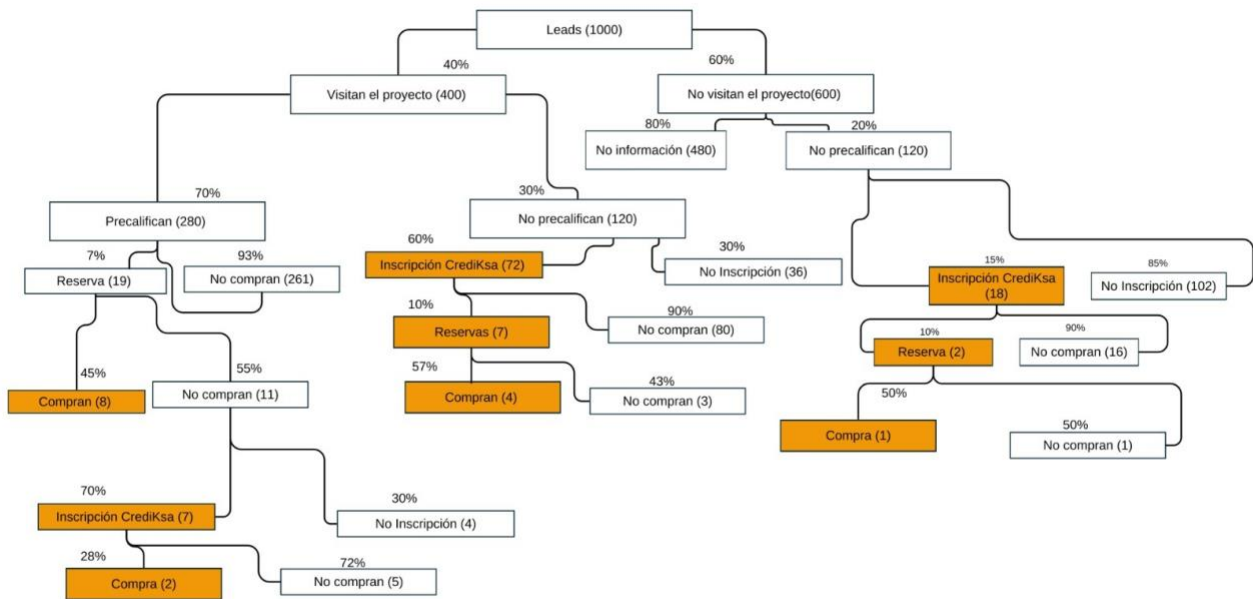 Leads (1000)
40%
60%
Visitan el proyecto (400)
No visitan el proyecto(600)
80%
20%
No información (480)
No precalifican (120)
70%
30%
Precalifican (280)
No precalifican (120)
7%
93%
60%
30%
15%
85%
Reserva (19)
No compran (261)
Inscripción CrediKsa (72)
No Inscripción (36)
Inscripción CrediKsa
(18)
No Inscripción (102)
10%
90%
10%
90%
Reservas (7)
No compran (80)
Reserva (2)
No compran (16)
45%
55%
57%
43%
50%
Compran (8)
No compran (11)
Compran (4)
No compran (3)
50%
Compra (1)
No compran (1)
70%
30%
Inscripción CrediKsa (7)
No Inscripción (4)
28%
72%
Compra (2)
No compran (5)